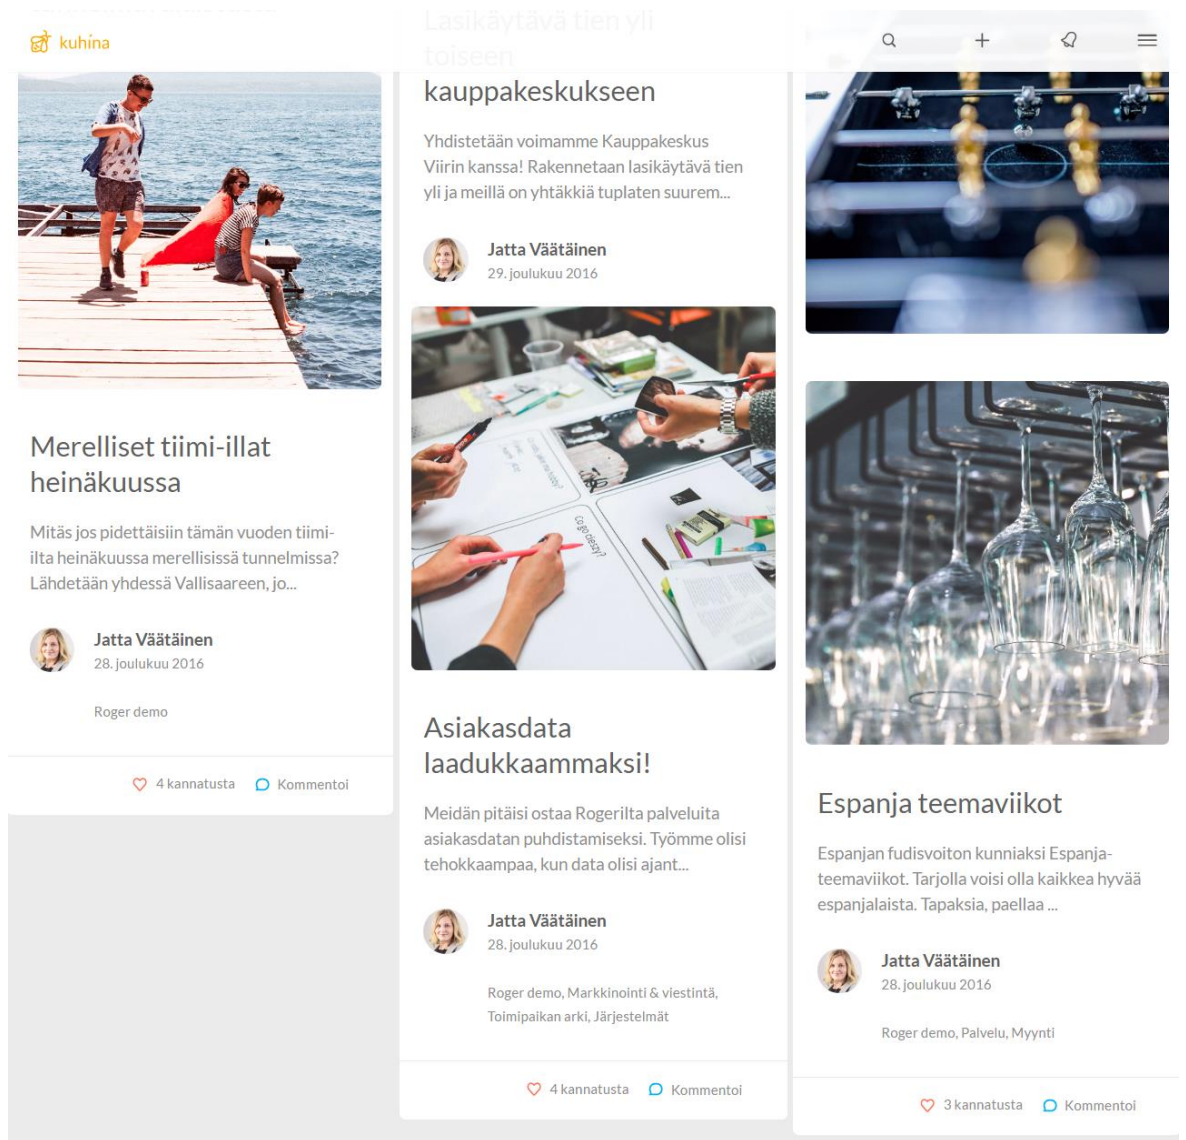 kuhina
Merelliset tiimi-illat
heinäkuussa
Mitäs jos pidettäisiin tämän vuoden tiimi-
ilta heinäkuussa merellisissä tunnelmissa?
Lähdetään yhdessä Vallisaareen, jo...
Jatta Väätäinen
28. joulukuu 2016
Roger demo
4 kannatusta
Kommentoi
Lasikäytävä tien yli
toiseen
kauppakeskukseen
Yhdistetään voimamme Kauppakeskus
Viirin kanssa! Rakennetaan lasikäytävä tien
yli ja meillä on yhtäkkiä tuplaten suurem...
Jatta Väätäinen
29. joulukuu 2016
Co go cieszy?
Asiakasdata
laadukkaammaksi!
Meidän pitäisi ostaa Rogerilta palveluita
asiakasdatan puhdistamiseksi. Työmme olisi
tehokkaampaa, kun data olisi ajant...
Jatta Väätäinen
28. joulukuu 2016
Roger demo, Markkinointi & viestintä,
Toimipaikan arki, Järjestelmät
4 kannatusta
Kommentoi
Espanja teemaviikot
Espanjan fudisvoiton kunniaksi Espanja-
teemaviikot. Tarjolla voisi olla kaikkea hyvää
espanjalaista. Tapaksia, paellaa ...
Jatta Väätäinen
28. joulukuu 2016
Roger demo, Palvelu, Myynti
3 kannatusta
Kommentoi